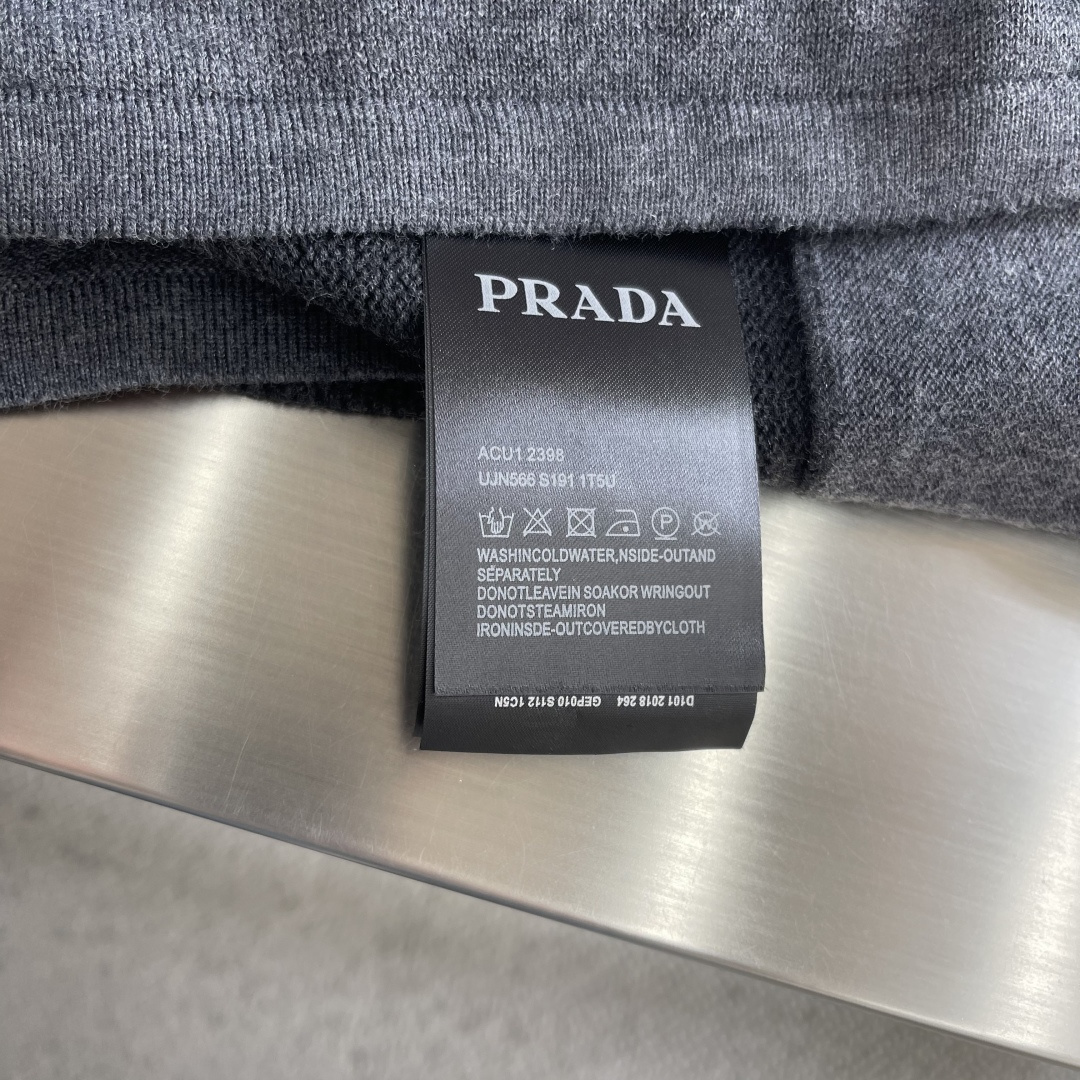 PRADA
ACU1 2398
UJN566 S191 1T5U
WASHINCOLDWATER,NSIDE-OUTAND
SEPARATELY
DONOTLEAVEIN SOAKOR WRINGOUT
DONOTSTEAMIRON
IRONINSDE-OUTCOVEREDBYCLOTH
D101 2018 264 GEP010 S112 1C5N